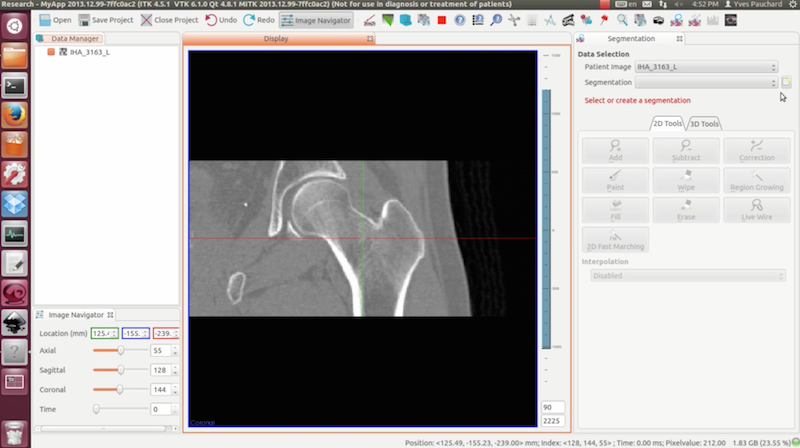 Research - MyApp 2013.12.99-7ffc0ac2 (ITK 4.5.1 VTK 6.1.0 Qt 4.8.1 MITK 2013.12.99-7ffc0ac2) (Not for use in diagnosis or treatment of patients)
en
4:52 PM
Yves Pauchard
Open
Save Project
Close Project
Undo
Redo
Image Navigator
Data Manager
Display
Segmentation
IHA_3163_L
Data Selection
Patient Image
IHA_3163_L
Segmentation
Select or create a segmentation
2D Tools
3D Tools
Add
Subtract
Correction
Paint
Wipe
Region Growing
Fill
Erase
Live Wire
2D Fast Marching
Interpolation
Disabled
Image Navigator
Location (mm)
125.
-155.
-239.
Axial
55
Sagittal
128
Coronal
144
Time
0
Coronal
90
2225
Position: <125.49, -155.23, -239.00> mm; Index: <128, 144, 55> ; Time: 0.00 ms; Pixelvalue: 212.00
1.83 GB (23.55 %)